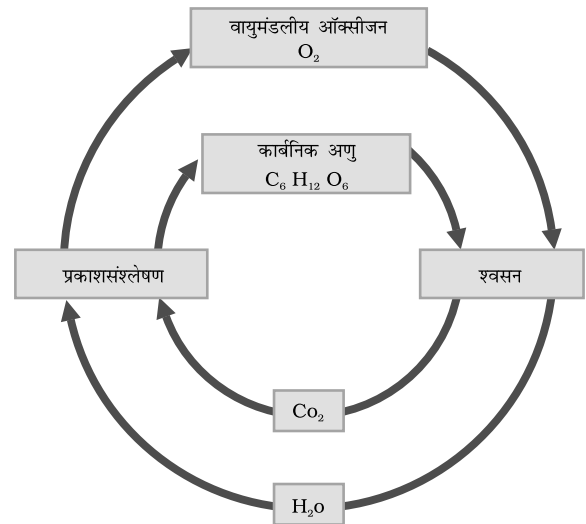 वायुमंडलीय ऑक्सीजन
O₂
कार्बनिक अणु
C₆ H₁₂ O₆
प्रकाशसंश्लेषण
श्वसन
Co₂
H₂o